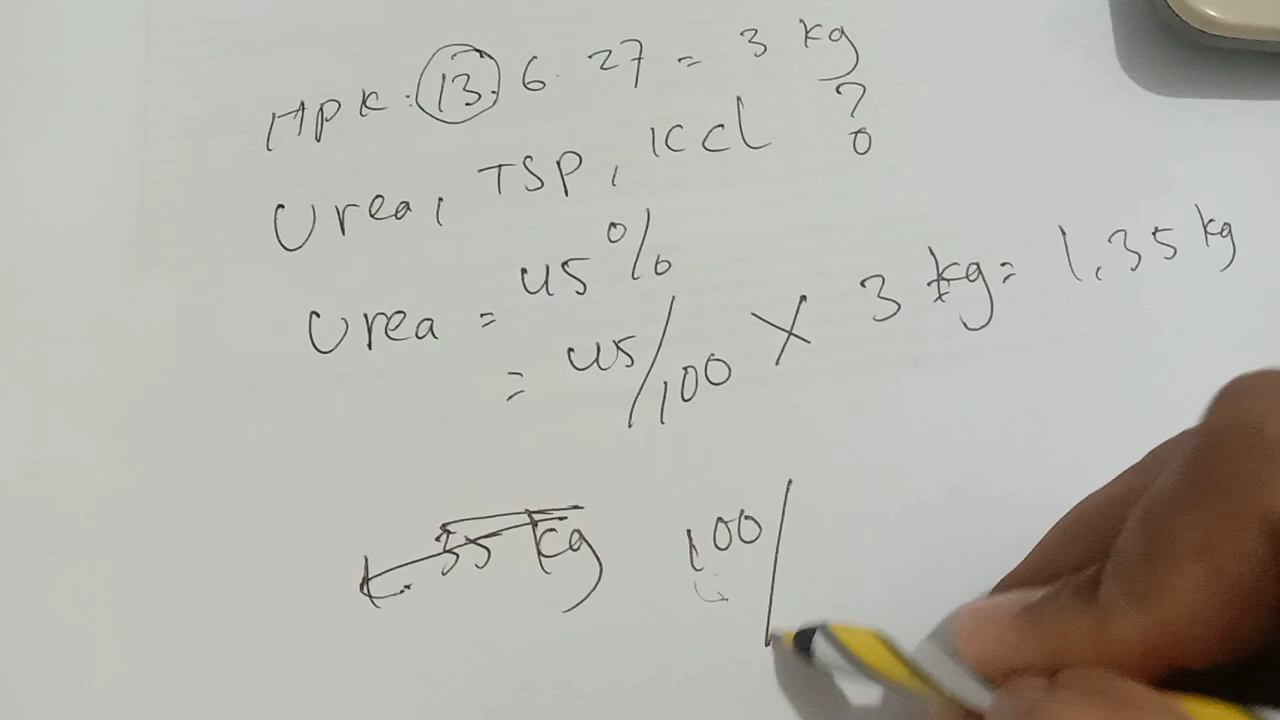 NPK : 13. 6. 27 = 3 kg
Urea, TSP, KCl ?
Urea = 45 %
= 45/100 X 3 kg = 1.35 kg
1.35 kg 100/